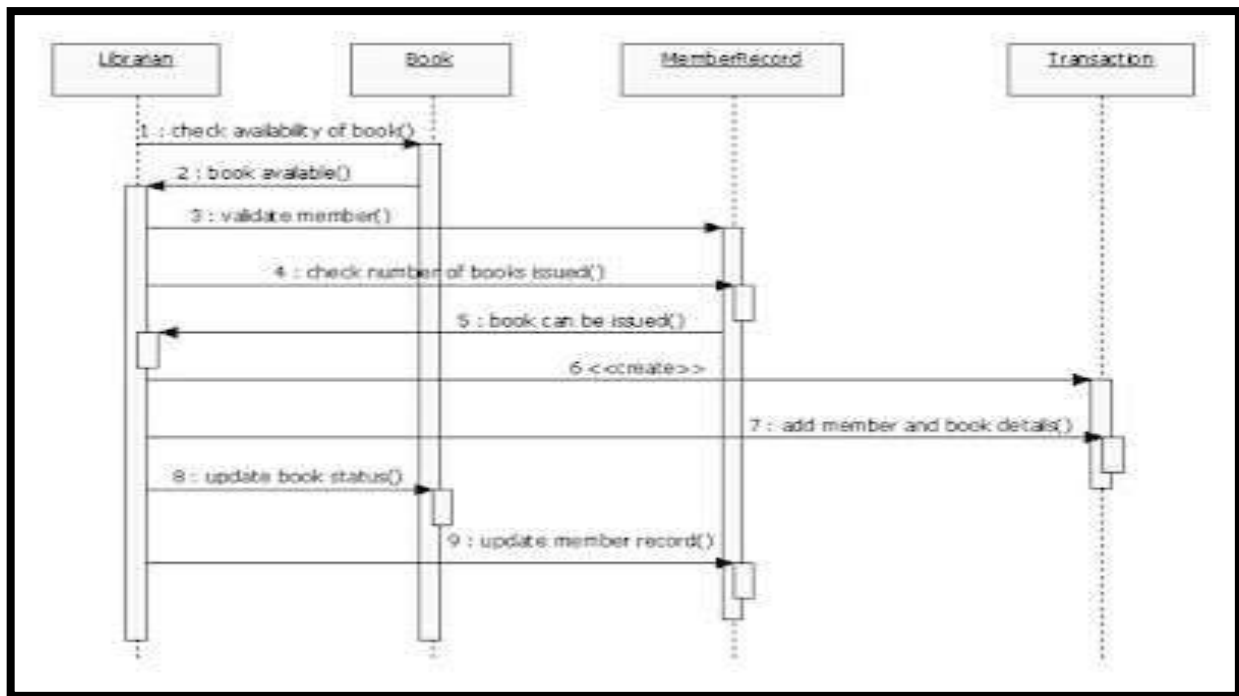 Librarian
Book
MemberRecord
Transaction
1 : check availability of book()
2 : book available()
3 : validate member()
4 : check number of books issued()
5 : book can be issued()
6 <<create>>
7 : add member and book details()
8 : update book status()
9 : update member record()